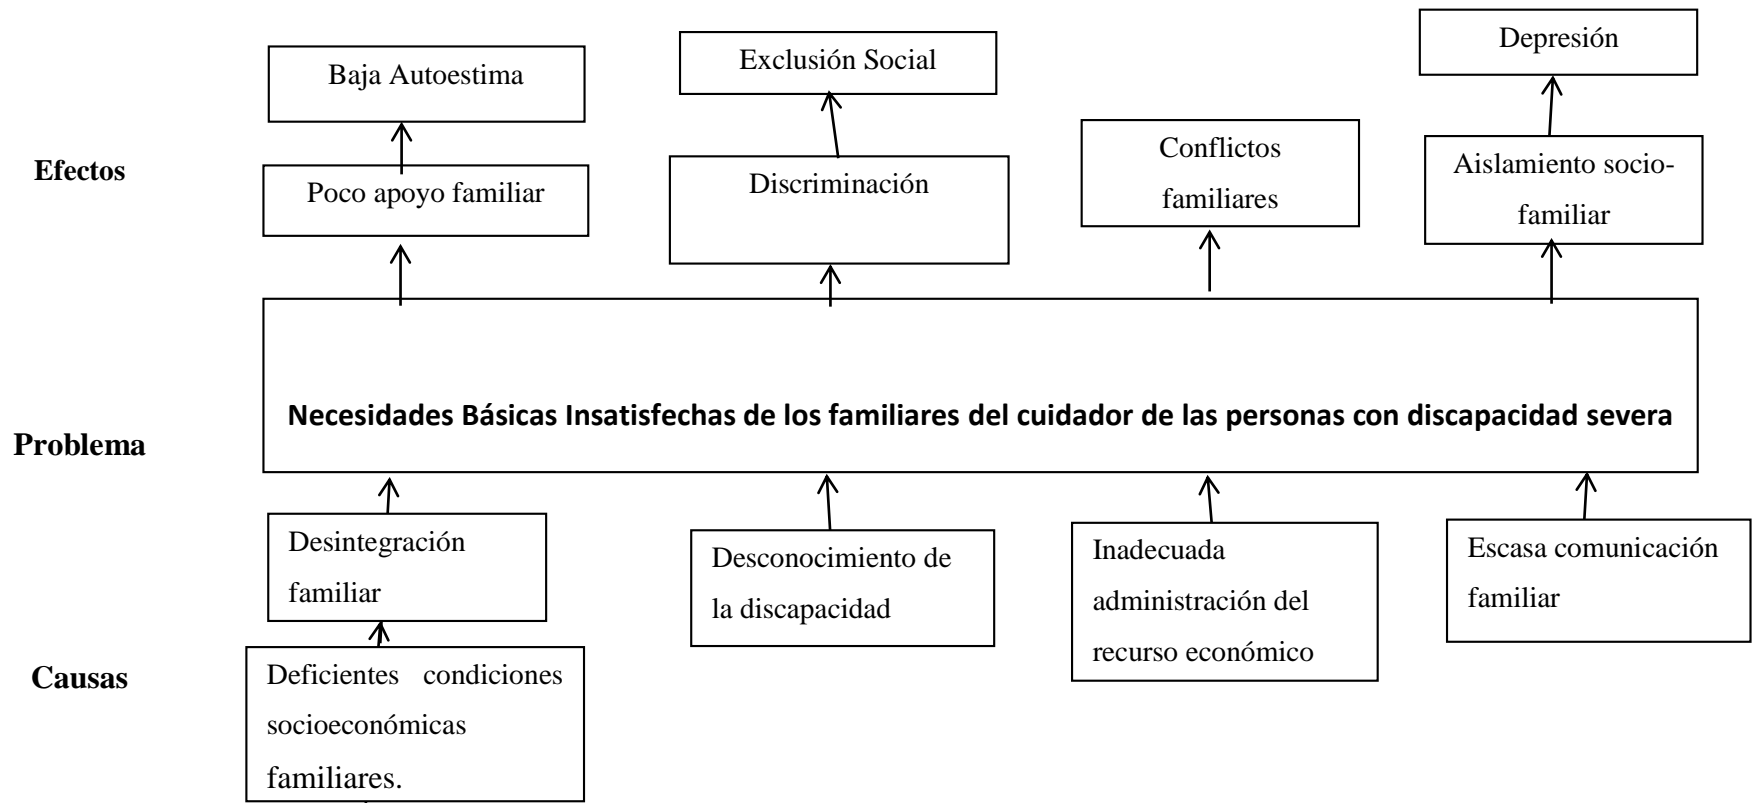 Depresión
Exclusión Social
Baja Autoestima
Efectos
Poco apoyo familiar
Discriminación
Conflictos
familiares
Aislamiento socio-
familiar
Problema
Necesidades Básicas Insatisfechas de los familiares del cuidador de las personas con discapacidad severa
Causas
Desintegración
familiar
Desconocimiento de
la discapacidad
Inadecuada
administración del
recurso económico
Escasa comunicación
familiar
Deficientes condiciones
socioeconómicas
familiares.